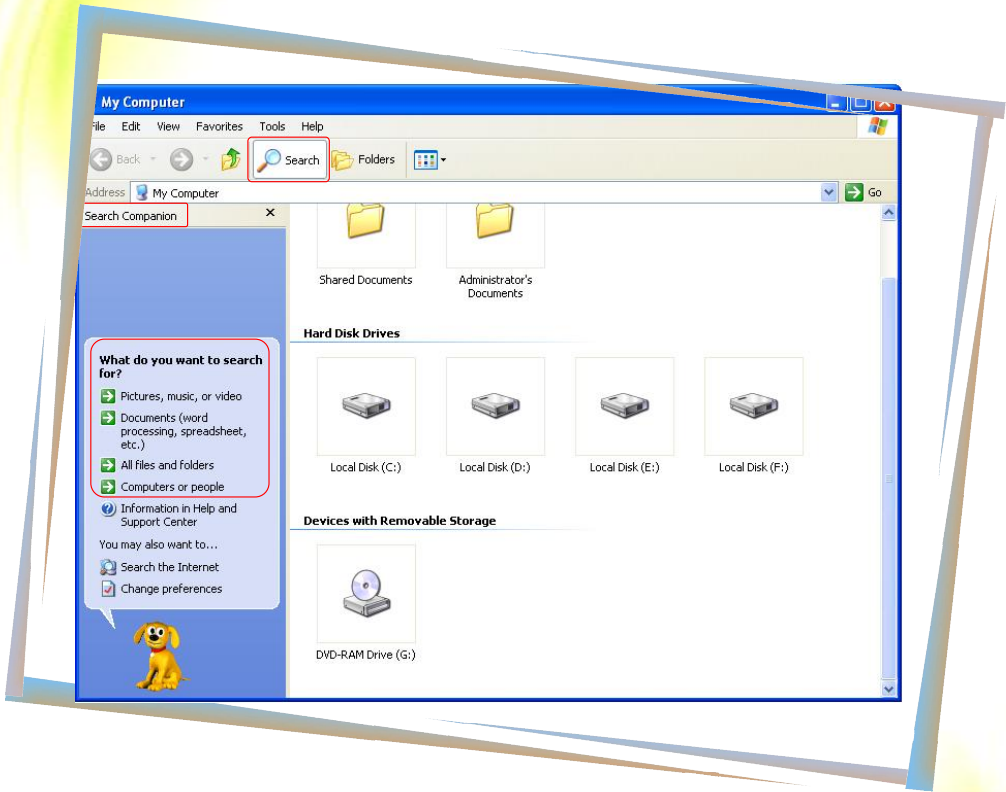 My Computer
File Edit View Favorites Tools Help
Back Search Folders
Address My Computer Go
Search Companion
Shared Documents
Administrator's
Documents
Hard Disk Drives
What do you want to search
for?
Pictures, music, or video
Documents (word
processing, spreadsheet,
etc.)
All files and folders
Computers or people
Information in Help and
Support Center
You may also want to...
Search the Internet
Change preferences
Local Disk (C:) Local Disk (D:) Local Disk (E:) Local Disk (F:)
Devices with Removable Storage
DVD-RAM Drive (G:)